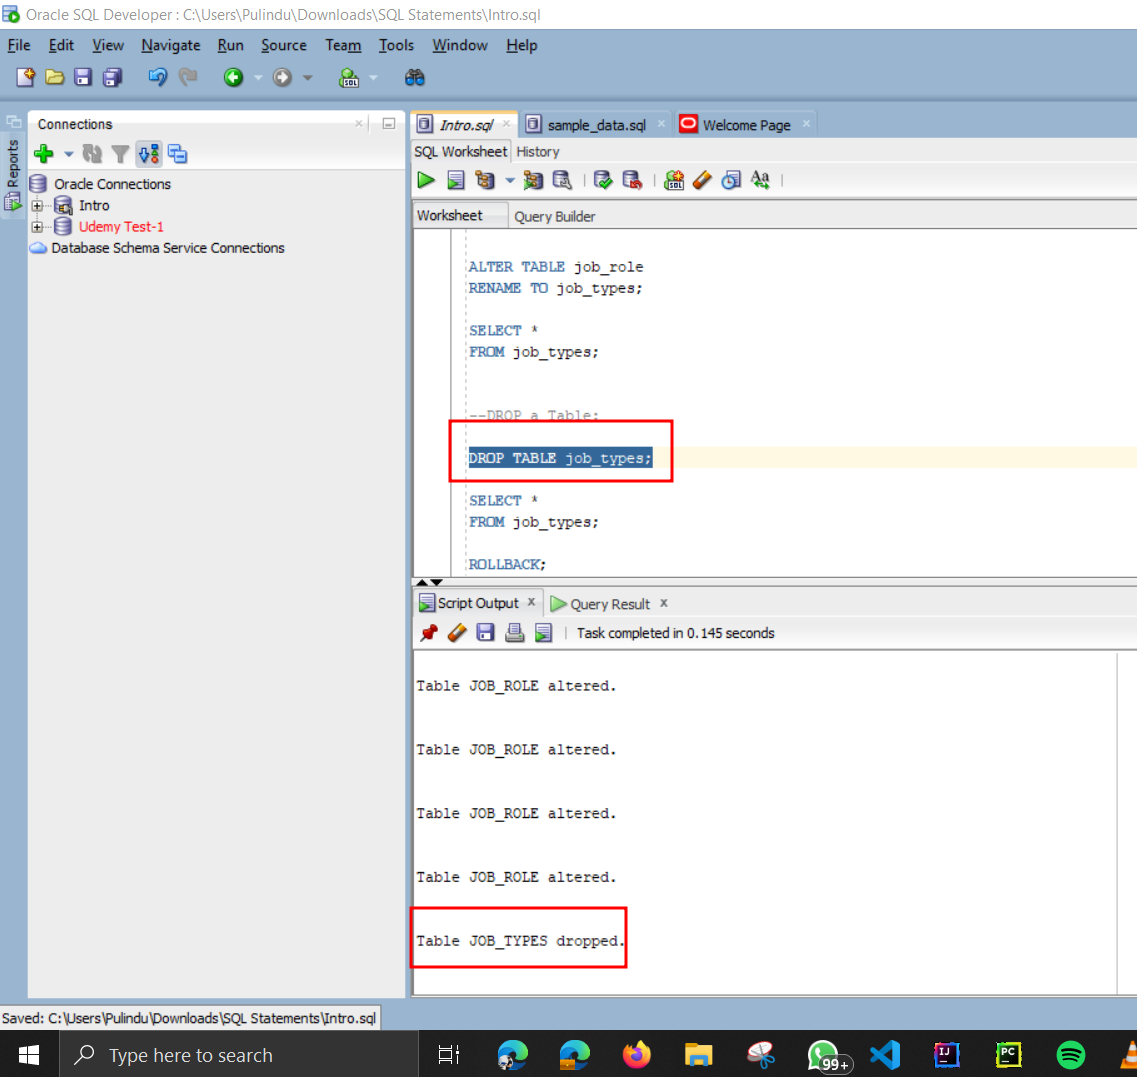 Oracle SQL Developer : C:\Users\Pulindu\Downloads\SQL Statements\Intro.sql
File Edit View Navigate Run Source Team Tools Window Help
Connections
Reports
Oracle Connections
Intro
Udemy Test-1
Database Schema Service Connections
Intro.sql sample_data.sql Welcome Page
SQL Worksheet History
Worksheet Query Builder
ALTER TABLE job_role
RENAME TO job_types;
SELECT *
FROM job_types;
--DROP a Table:
DROP TABLE job_types;
SELECT *
FROM job_types;
ROLLBACK;
Script Output x Query Result x
Task completed in 0.145 seconds
Table JOB_ROLE altered.
Table JOB_ROLE altered.
Table JOB_ROLE altered.
Table JOB_ROLE altered.
Table JOB_TYPES dropped.
Saved: C:\Users\Pulindu\Downloads\SQL Statements\Intro.sql
Type here to search
99+
IJ
PC